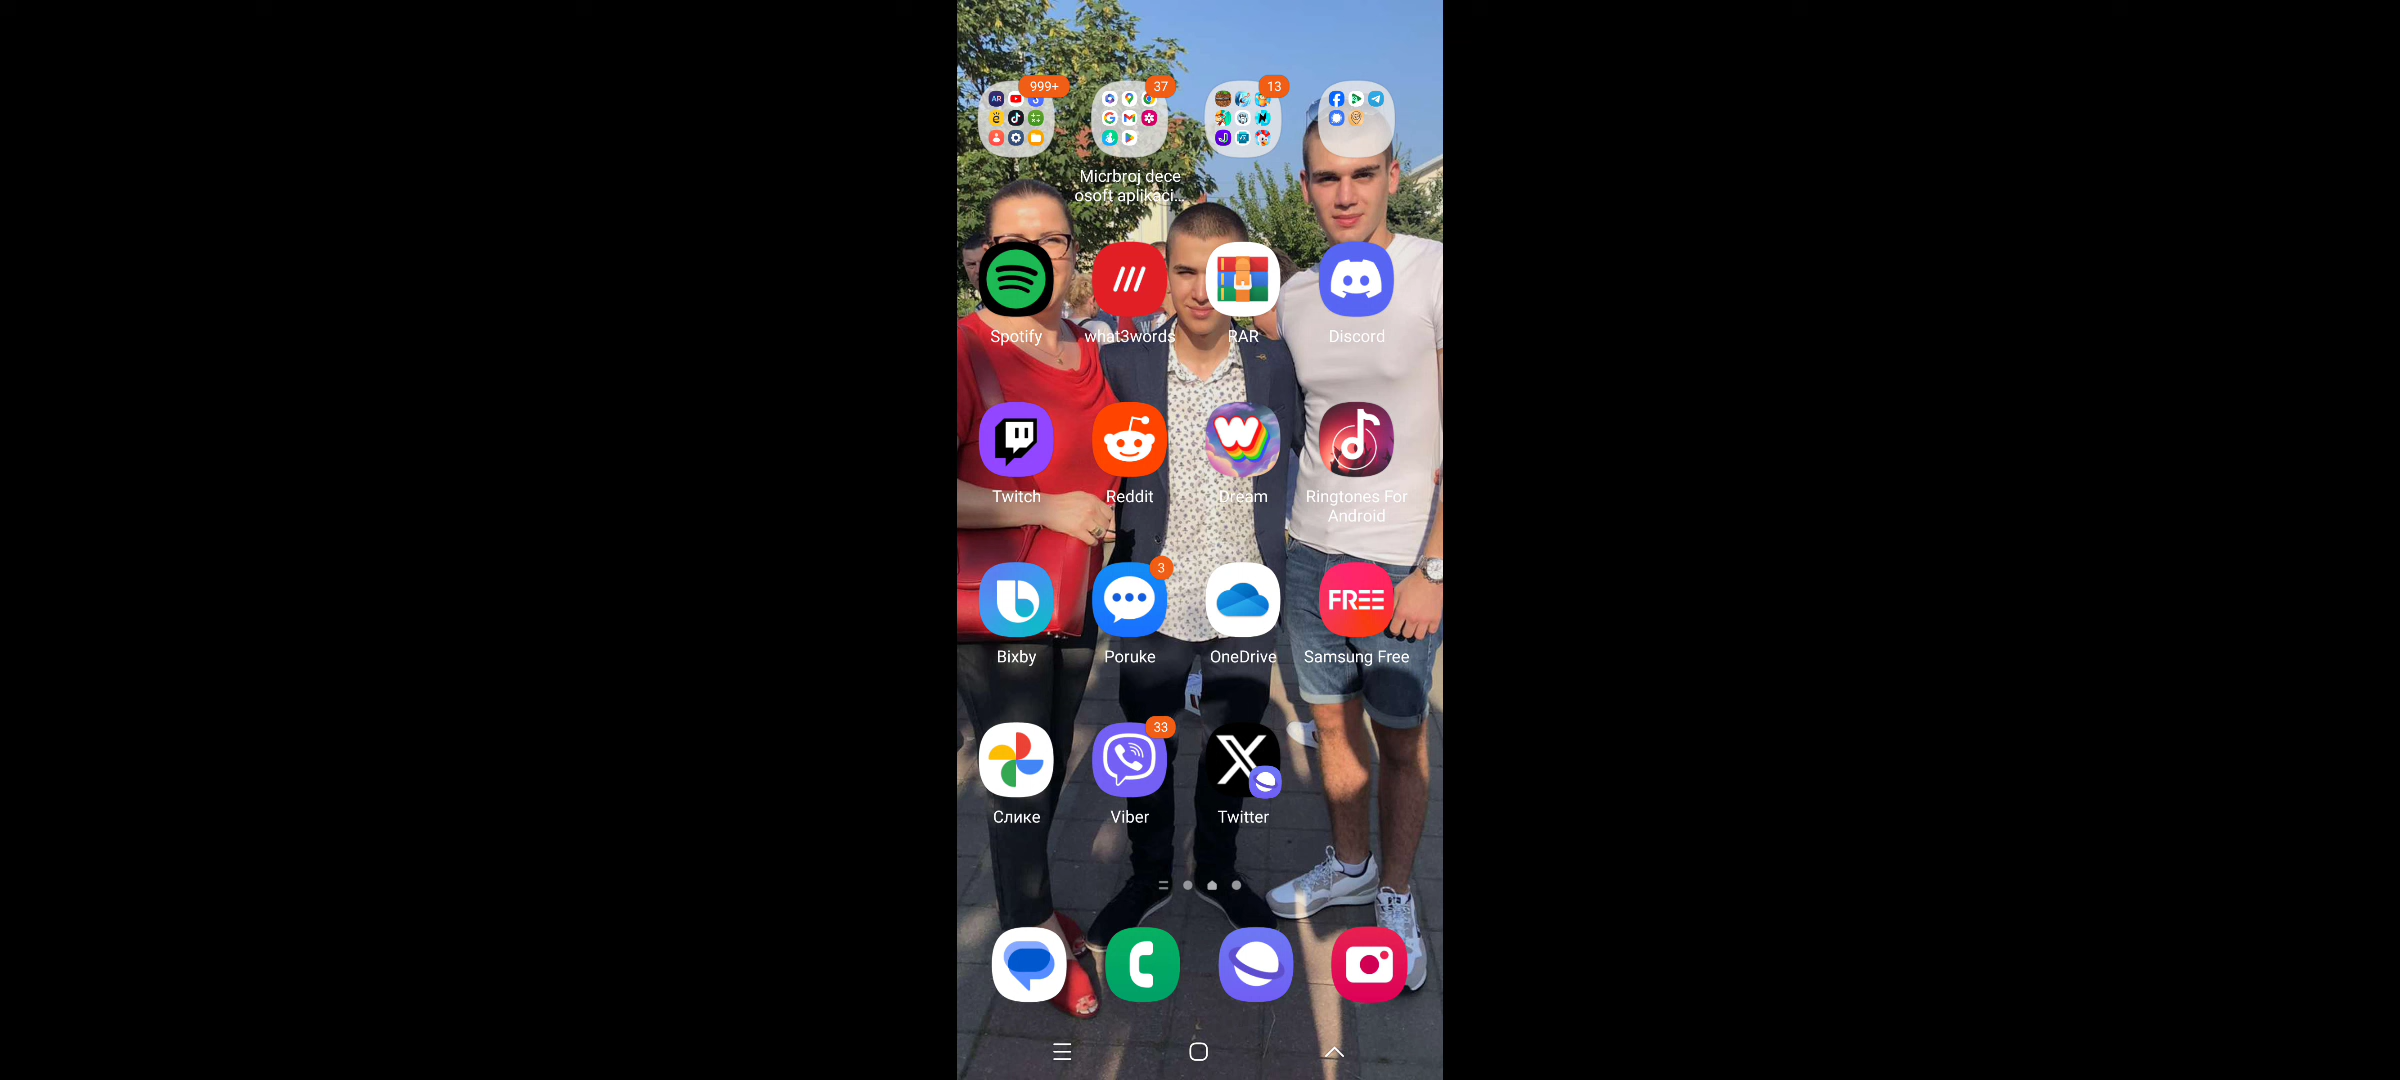 999+
37
13
Micrbroj dece
osoft aplikaci...
Spotify
what3words
RAR
Discord
Twitch
Reddit
Dream
Ringtones For
Android
3
FREE
Bixby
Poruke
OneDrive
Samsung Free
33
Слике
Viber
Twitter